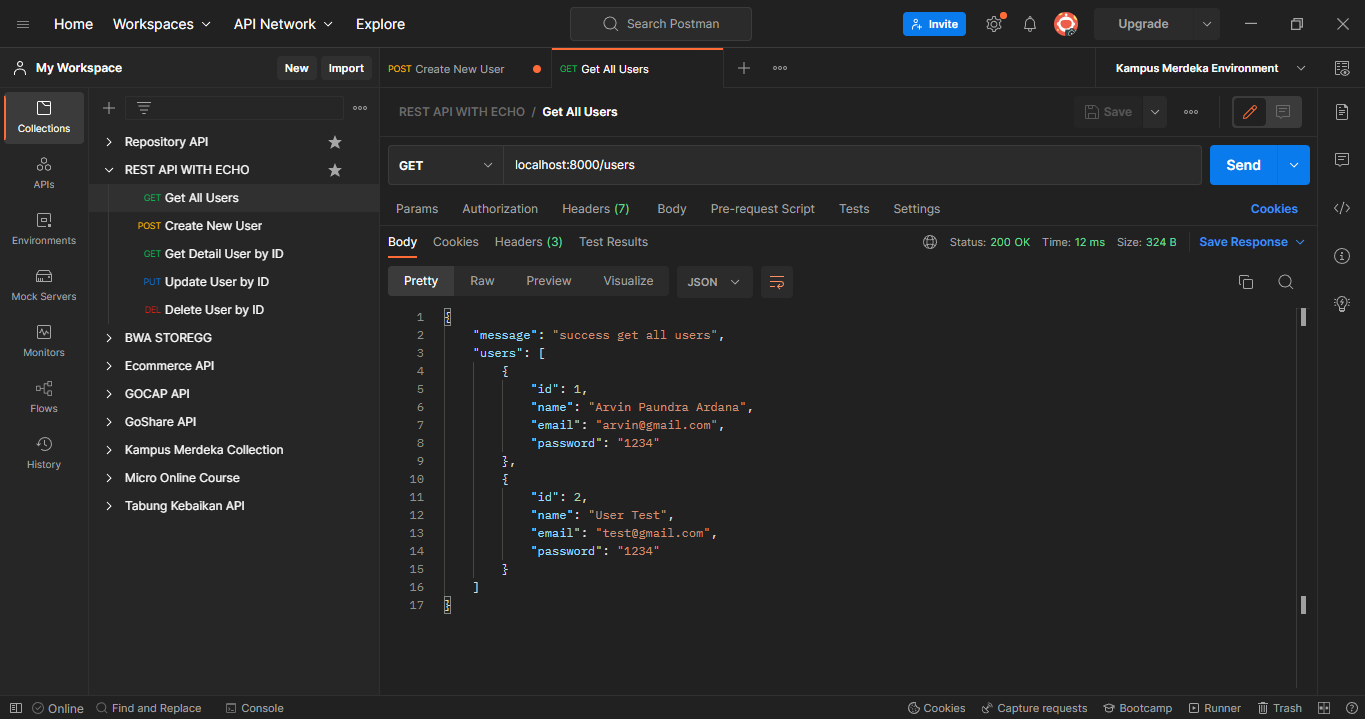 Home Workspaces API Network Explore Search Postman Invite Upgrade
My Workspace New Import POST Create New User GET Get All Users Kampus Merdeka Environment
Collections
APIs
Environments
Mock Servers
Monitors
Flows
History
Repository API
REST API WITH ECHO
GET Get All Users
POST Create New User
GET Get Detail User by ID
PUT Update User by ID
DEL Delete User by ID
BWA STOREGG
Ecommerce API
GOCAP API
GoShare API
Kampus Merdeka Collection
Micro Online Course
Tabung Kebaikan API
REST API WITH ECHO / Get All Users Save
GET localhost:8000/users Send
Params Authorization Headers (7) Body Pre-request Script Tests Settings Cookies
Body Cookies Headers (3) Test Results Status: 200 OK Time: 12 ms Size: 324 B Save Response
Pretty Raw Preview Visualize JSON
1 {
2 "message": "success get all users",
3 "users": [
4 {
5 "id": 1,
6 "name": "Arvin Paundra Ardana",
7 "email": "arvin@gmail.com",
8 "password": "1234"
9 },
10 {
11 "id": 2,
12 "name": "User Test",
13 "email": "test@gmail.com",
14 "password": "1234"
15 }
16 ]
17 }
Online Find and Replace Console Cookies Capture requests Bootcamp Runner Trash